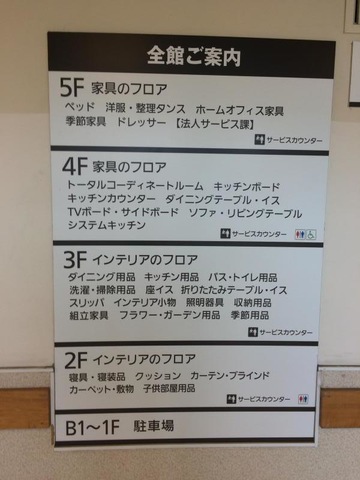 全館ご案内
5F 家具のフロア
ベッド 洋服・整理タンス ホームオフィス家具
季節家具 ドレッサー 【法人サービス課】
サービスカウンター
4F 家具のフロア
トータルコーディネートルーム キッチンボード
キッチンカウンター ダイニングテーブル・イス
TVボード・サイドボード ソファ・リビングテーブル
システムキッチン
サービスカウンター
3F インテリアのフロア
ダイニング用品 キッチン用品 バス・トイレ用品
洗濯・掃除用品 座イス 折りたたみテーブル・イス
スリッパ インテリア小物 照明器具 収納用品
組立家具 フラワー・ガーデン用品 季節用品
サービスカウンター
2F インテリアのフロア
寝具・寝装品 クッション カーテン・ブラインド
カーペット・敷物 子供部屋用品
サービスカウンター
B1～1F 駐車場